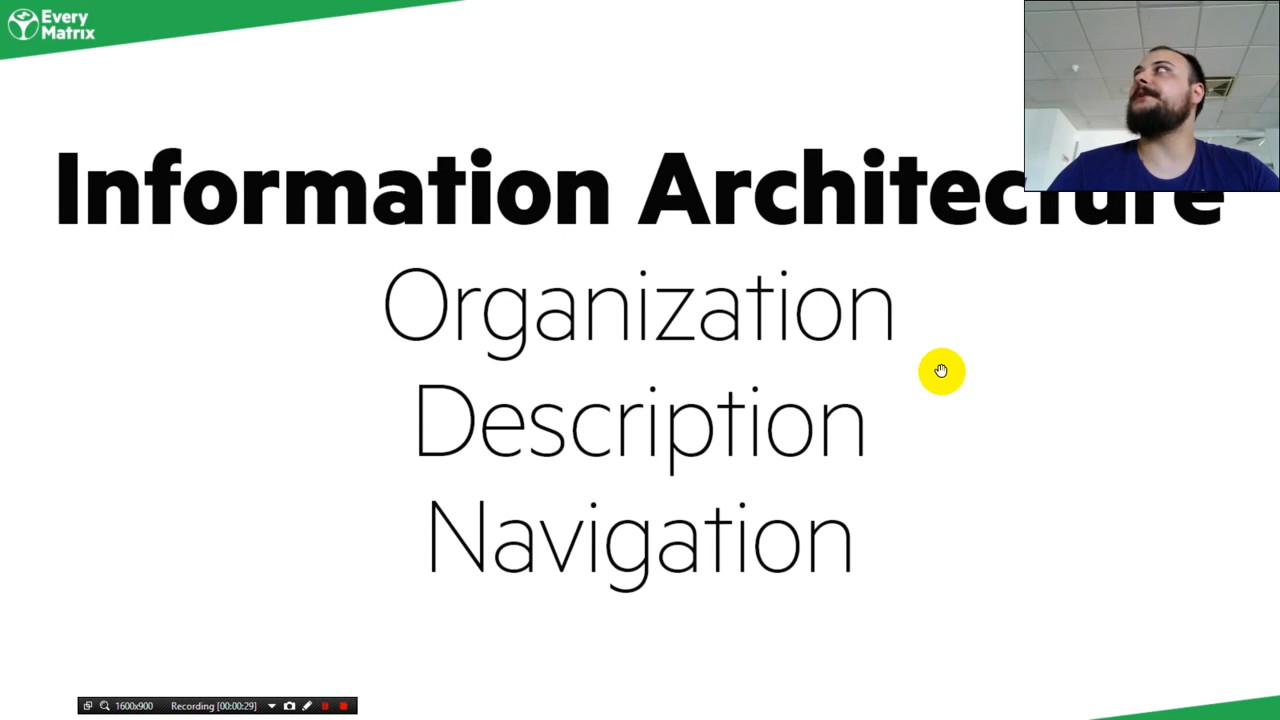 Every
Matrix
Information Architecture
Organization
Description
Navigation
1600x900 Recording [00:00:29]